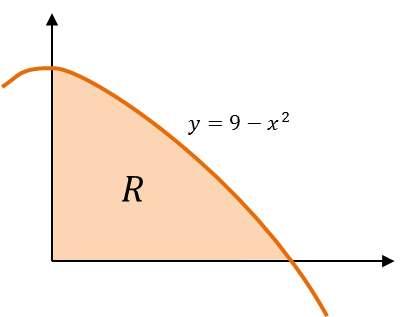 y = 9 − x²
R